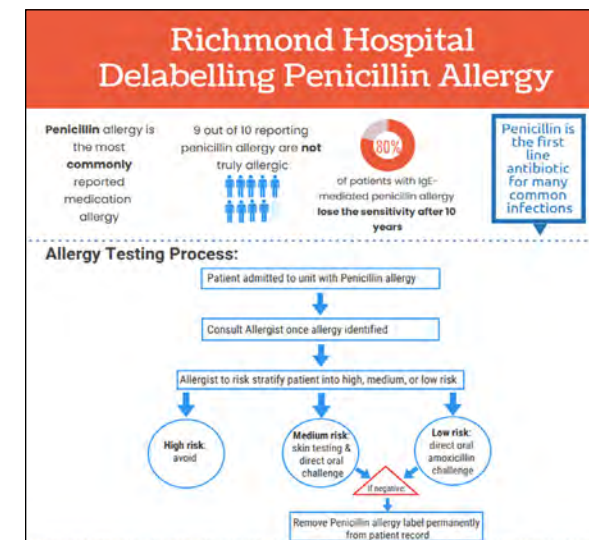 Richmond Hospital
Delabelling Penicillin Allergy
Penicillin allergy is
the most
commonly
reported
medication
allergy
9 out of 10 reporting
penicillin allergy are not
truly allergic
80%
of patients with IgE-
mediated penicillin allergy
lose the sensitivity after 10
years
Penicillin is
the first
line
antibiotic
for many
common
infections
Allergy Testing Process:
Patient admitted to unit with Penicillin allergy
Consult Allergist once allergy identified
Allergist to risk stratify patient into high, medium, or low risk
High risk:
avoid
Medium risk:
skin testing &
direct oral
challenge
Low risk:
direct oral
amoxicillin
challenge
If negative:
Remove Penicillin allergy label permanently
from patient record